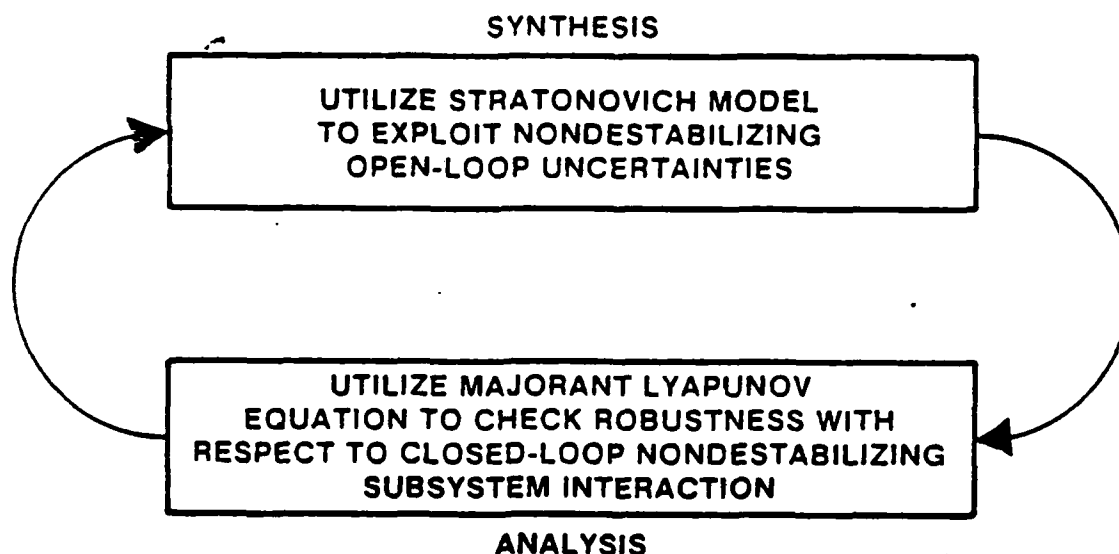 SYNTHESIS
UTILIZE STRATONOVICH MODEL
TO EXPLOIT NONDESTABILIZING
OPEN-LOOP UNCERTAINTIES
UTILIZE MAJORANT LYAPUNOV
EQUATION TO CHECK ROBUSTNESS WITH
RESPECT TO CLOSED-LOOP NONDESTABILIZING
SUBSYSTEM INTERACTION
ANALYSIS